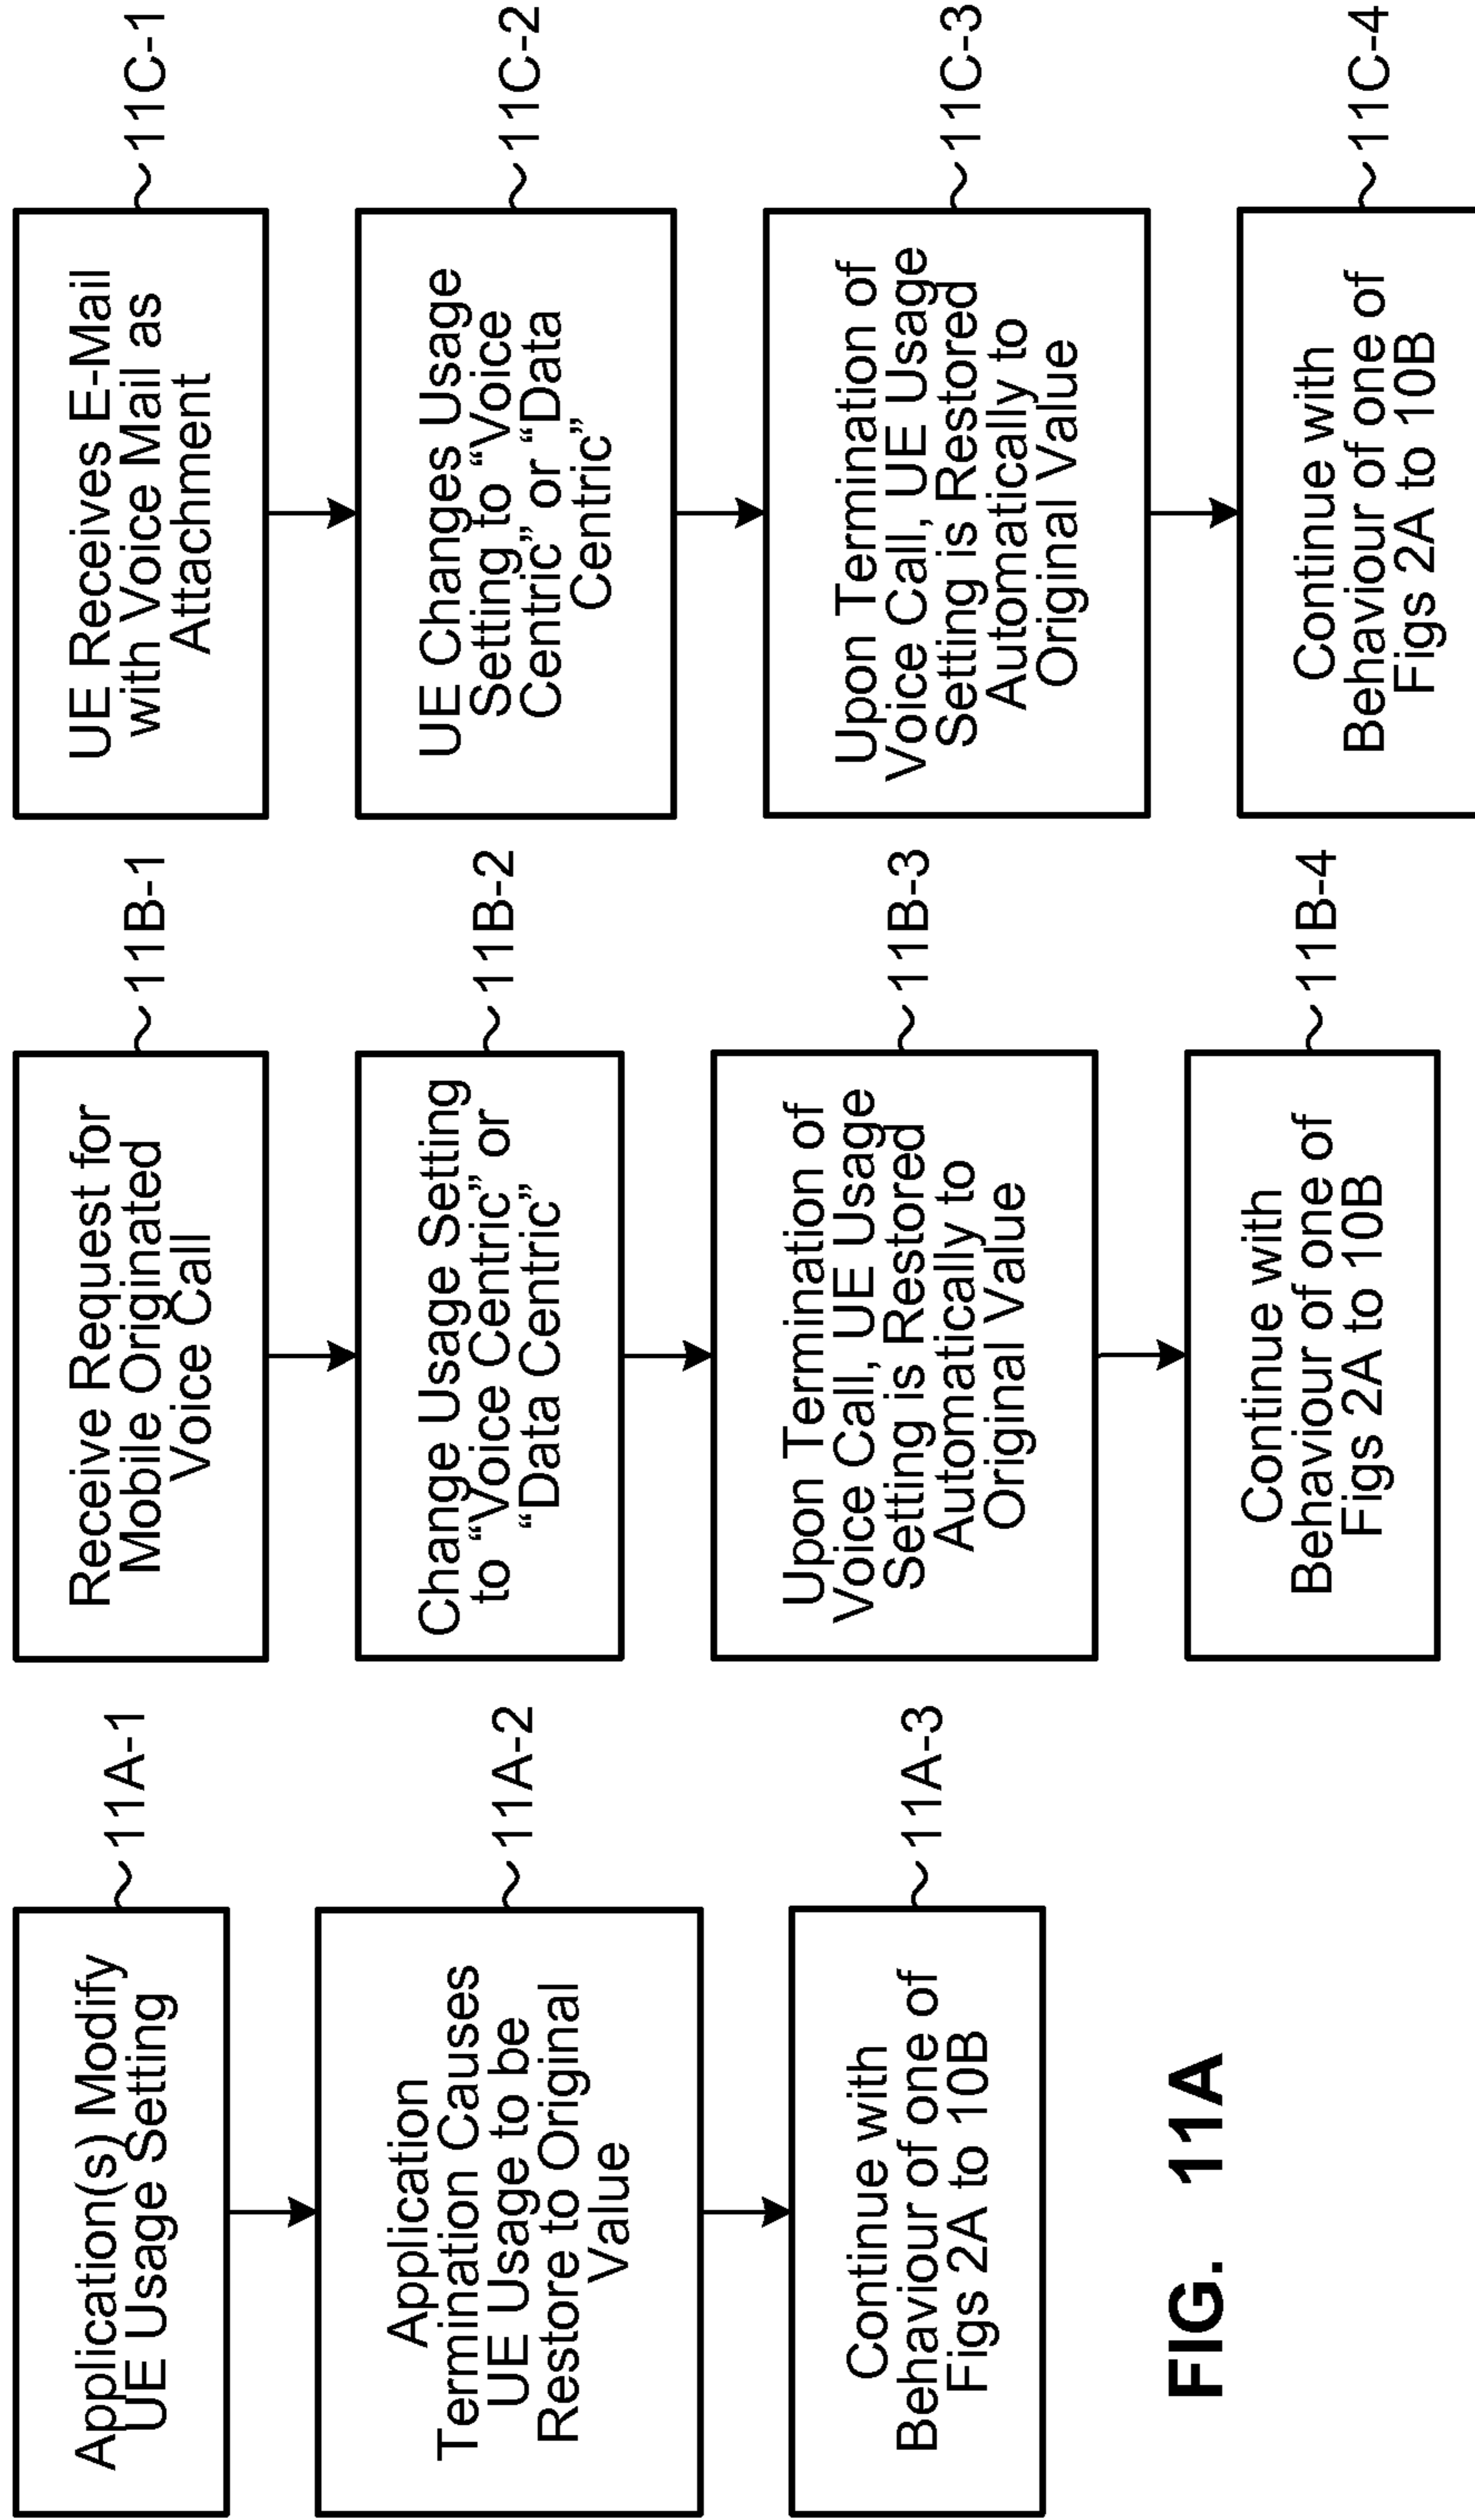 Application(s) Modify
UE Usage Setting
11A-1
Application
Termination Causes
UE Usage to be
Restore to Original
Value
11A-2
Continue with
Behaviour of one of
Figs 2A to 10B
11A-3
FIG. 11A
Receive Request for
Mobile Originated
Voice Call
11B-1
Change Usage Setting
to “Voice Centric” or
“Data Centric”
11B-2
Upon Termination of
Voice Call, UE Usage
Setting is Restored
Automatically to
Original Value
11B-3
Continue with
Behaviour of one of
Figs 2A to 10B
11B-4
UE Receives E-Mail
with Voice Mail as
Attachment
11C-1
UE Changes Usage
Setting to “Voice
Centric” or “Data
Centric”
11C-2
Upon Termination of
Voice Call, UE Usage
Setting is Restored
Automatically to
Original Value
11C-3
Continue with
Behaviour of one of
Figs 2A to 10B
11C-4